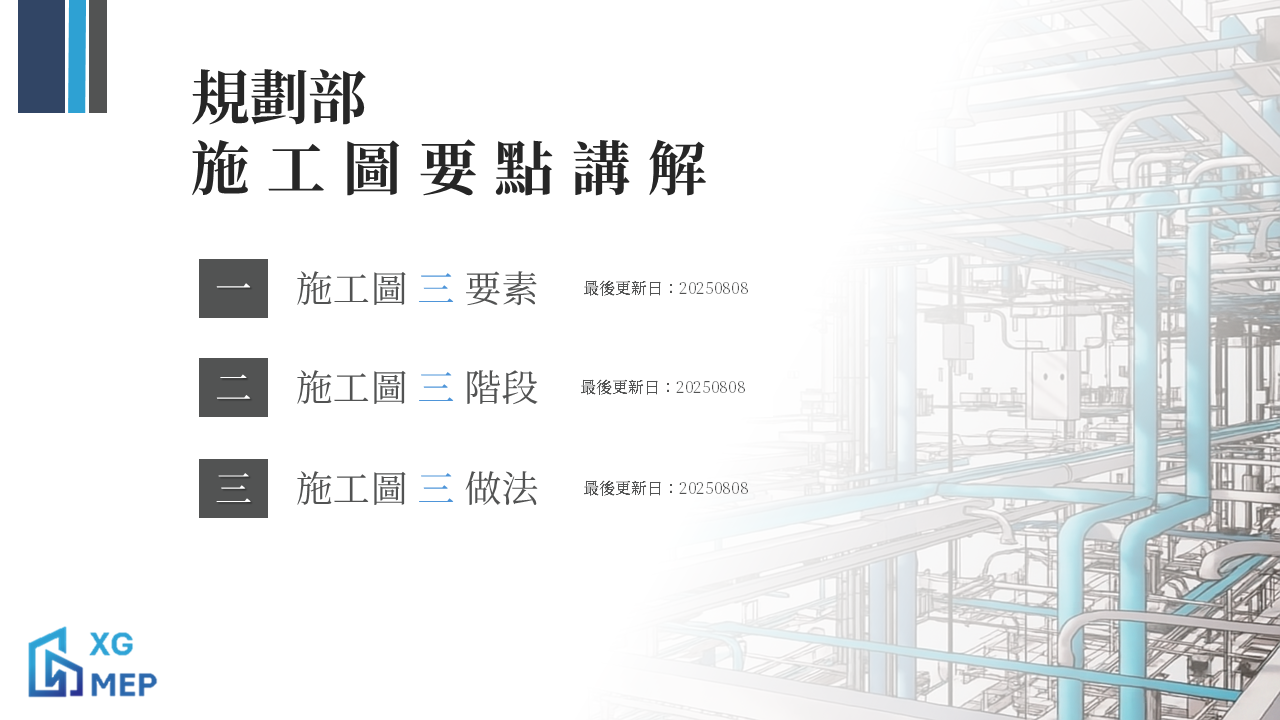 規劃部
施工圖要點講解
一 施工圖 三 要素 最後更新日：20250808
二 施工圖 三 階段 最後更新日：20250808
三 施工圖 三 做法 最後更新日：20250808
XG
MEP